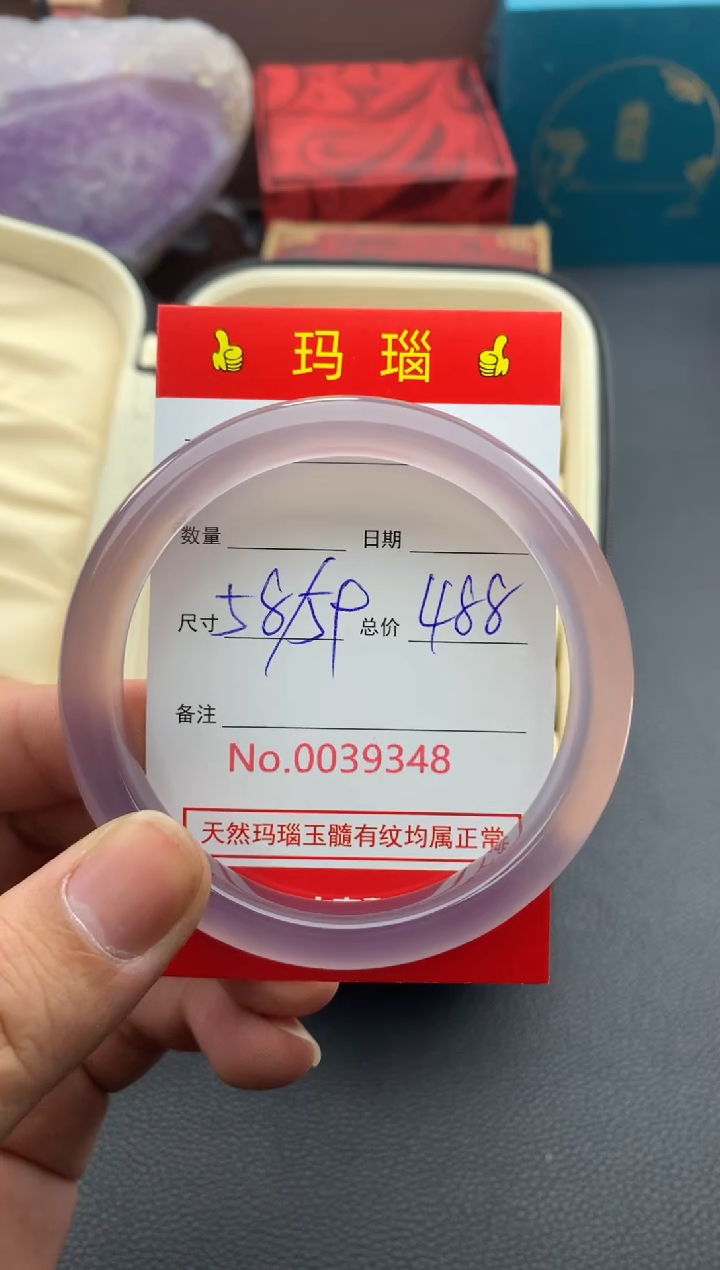 玛瑙
数量 日期
尺寸 58/59 总价 488
备注
No.0039348
天然玛瑙玉髓有纹均属正常